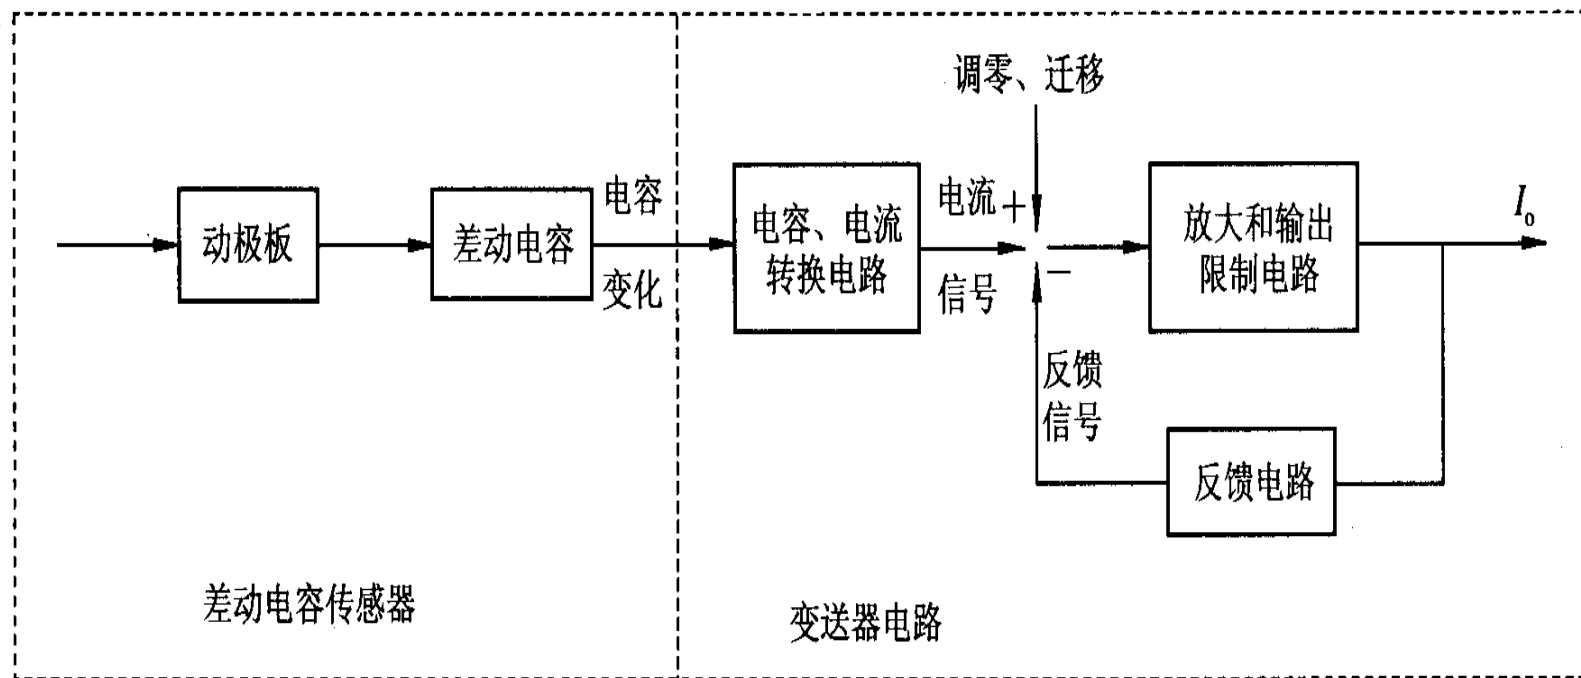 调零、迁移
动极板
差动电容
电容
变化
电容、电流
转换电路
电流
信号
+
−
放大和输出
限制电路
Io
反馈
信号
反馈电路
差动电容传感器
变送器电路